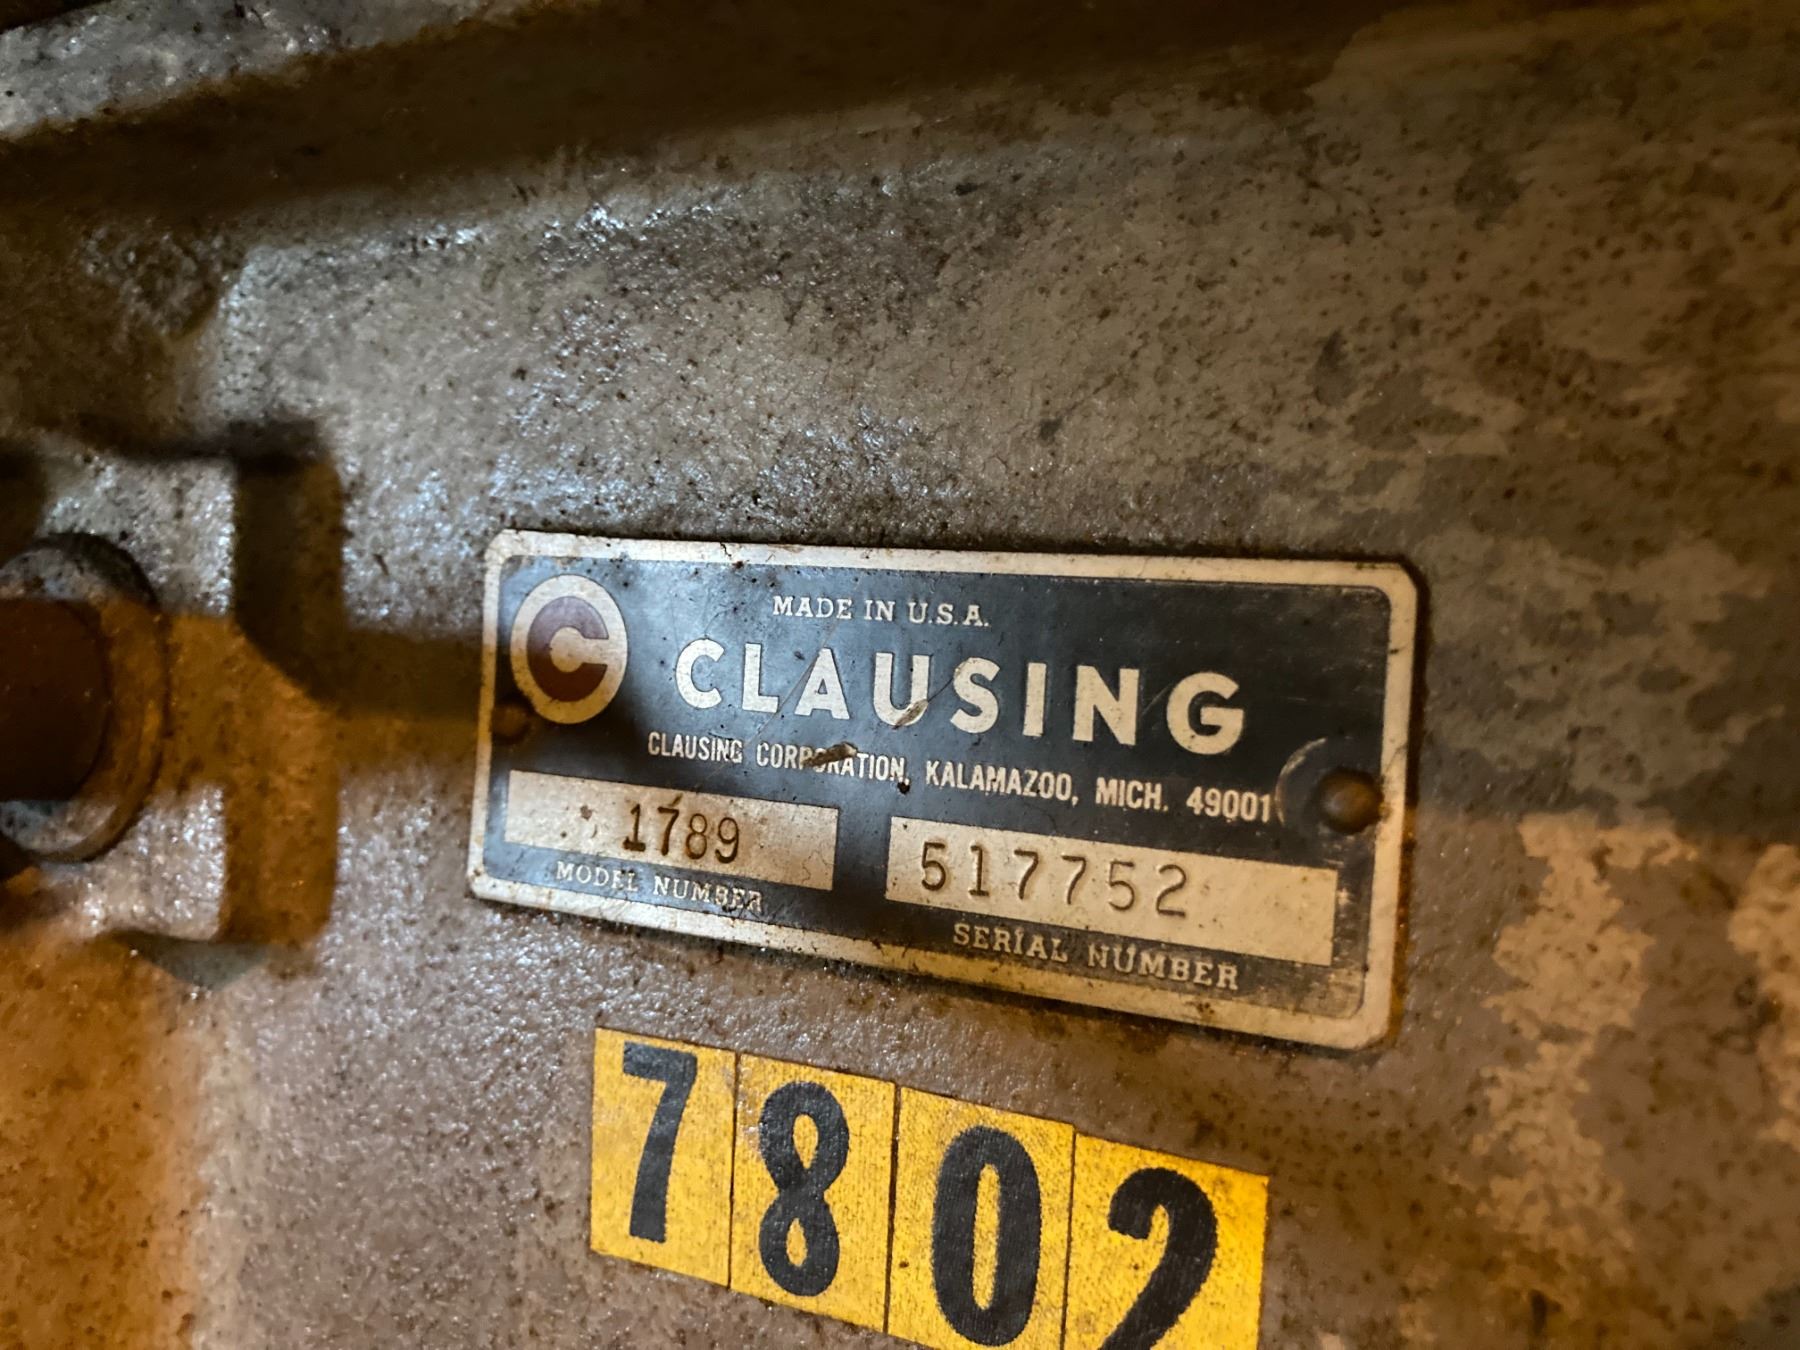 MADE IN U.S.A.
C CLAUSING
CLAUSING CORPORATION, KALAMAZOO, MICH. 49001
1789 517752
MODEL NUMBER SERIAL NUMBER
7802